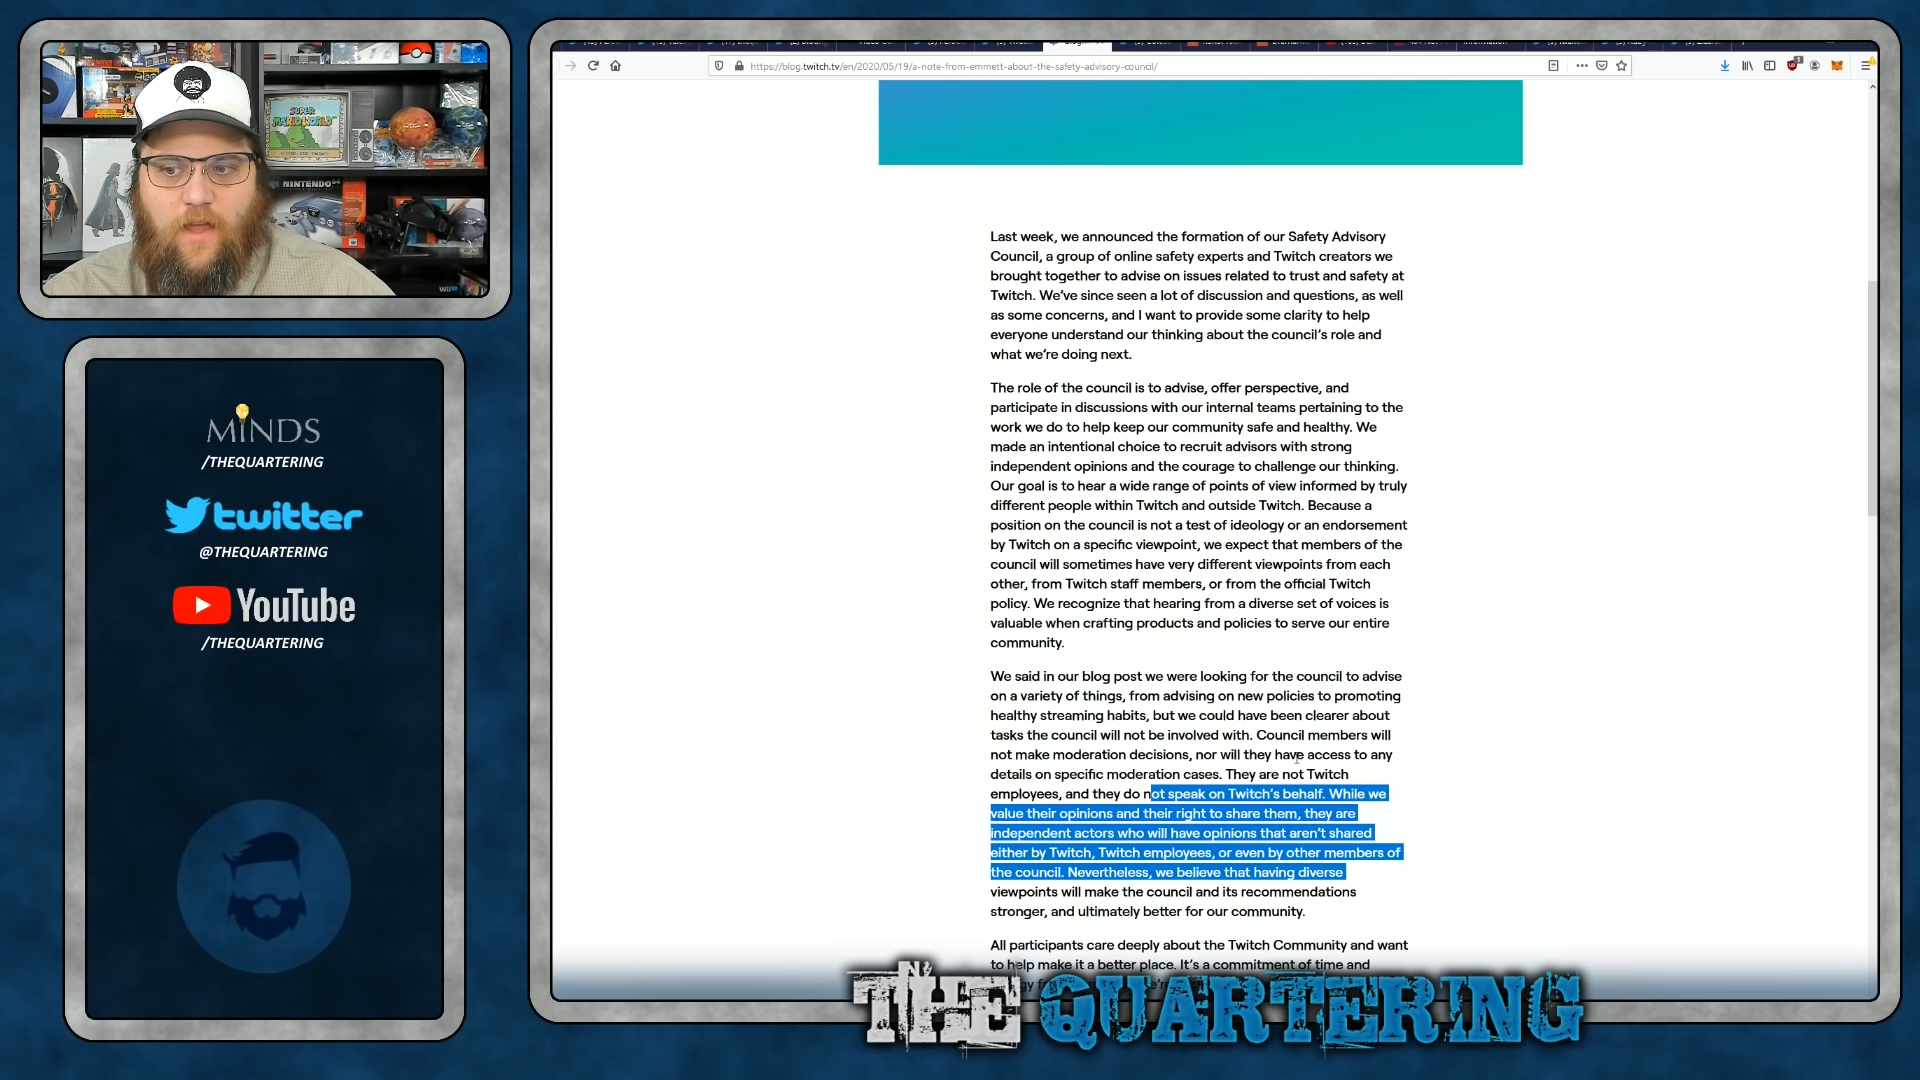 SUPER
MARIO WORLD
NINTENDO 64
Wii
MINDS
/THEQUARTERING
twitter
@THEQUARTERING
YouTube
/THEQUARTERING
https://blog.twitch.tv/en/2020/05/19/a-note-from-emmett-about-the-safety-advisory-council/
Last week, we announced the formation of our Safety Advisory
Council, a group of online safety experts and Twitch creators we
brought together to advise on issues related to trust and safety at
Twitch. We’ve since seen a lot of discussion and questions, as well
as some concerns, and I want to provide some clarity to help
everyone understand our thinking about the council’s role and
what we’re doing next.
The role of the council is to advise, offer perspective, and
participate in discussions with our internal teams pertaining to the
work we do to help keep our community safe and healthy. We
made an intentional choice to recruit advisors with strong
independent opinions and the courage to challenge our thinking.
Our goal is to hear a wide range of points of view informed by truly
different people within Twitch and outside Twitch. Because a
position on the council is not a test of ideology or an endorsement
by Twitch on a specific viewpoint, we expect that members of the
council will sometimes have very different viewpoints from each
other, from Twitch staff members, or from the official Twitch
policy. We recognize that hearing from a diverse set of voices is
valuable when crafting products and policies to serve our entire
community.
We said in our blog post we were looking for the council to advise
on a variety of things, from advising on new policies to promoting
healthy streaming habits, but we could have been clearer about
tasks the council will not be involved with. Council members will
not make moderation decisions, nor will they have access to any
details on specific moderation cases. They are not Twitch
employees, and they do not speak on Twitch’s behalf. While we
value their opinions and their right to share them, they are
independent actors who will have opinions that aren’t shared
either by Twitch, Twitch employees, or even by other members of
the council. Nevertheless, we believe that having diverse
viewpoints will make the council and its recommendations
stronger, and ultimately better for our community.
All participants care deeply about the Twitch Community and want
to help make it a better place. It’s a commitment of time and
THE QUARTERING